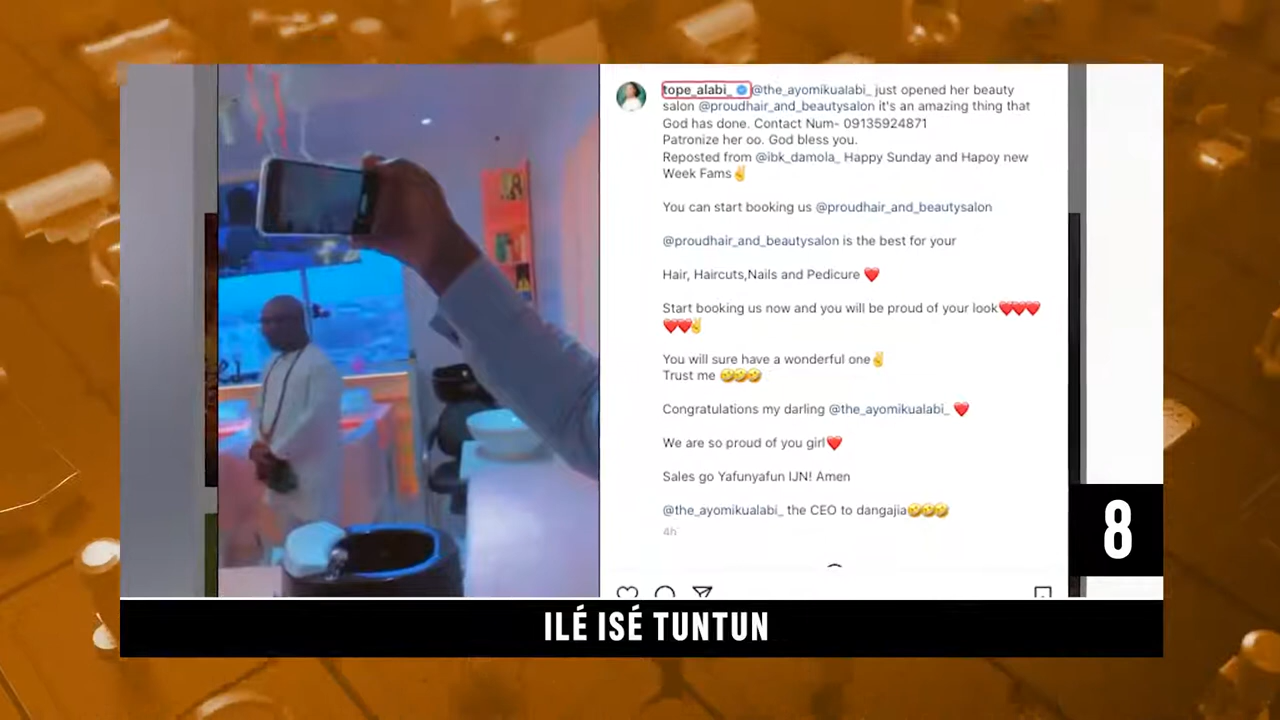 tope_alabi_ @the_ayomikualabi_ just opened her beauty
salon @proudhair_and_beautysalon it's an amazing thing that
God has done. Contact Num- 09135924871
Patronize her oo. God bless you.
Reposted from @ibk_damola_ Happy Sunday and Hapoy new
Week Fams✌️
You can start booking us @proudhair_and_beautysalon
@proudhair_and_beautysalon is the best for your
Hair, Haircuts,Nails and Pedicure ❤️
Start booking us now and you will be proud of your look❤️❤️❤️
❤️❤️✌️
You will sure have a wonderful one✌️
Trust me 🤣🤣🤣
Congratulations my darling @the_ayomikualabi_ ❤️
We are so proud of you girl❤️
Sales go Yafunyafun IJN! Amen
@the_ayomikualabi_ the CEO to dangajia🤣🤣🤣
4h
8
ILÉ ISÉ TUNTUN